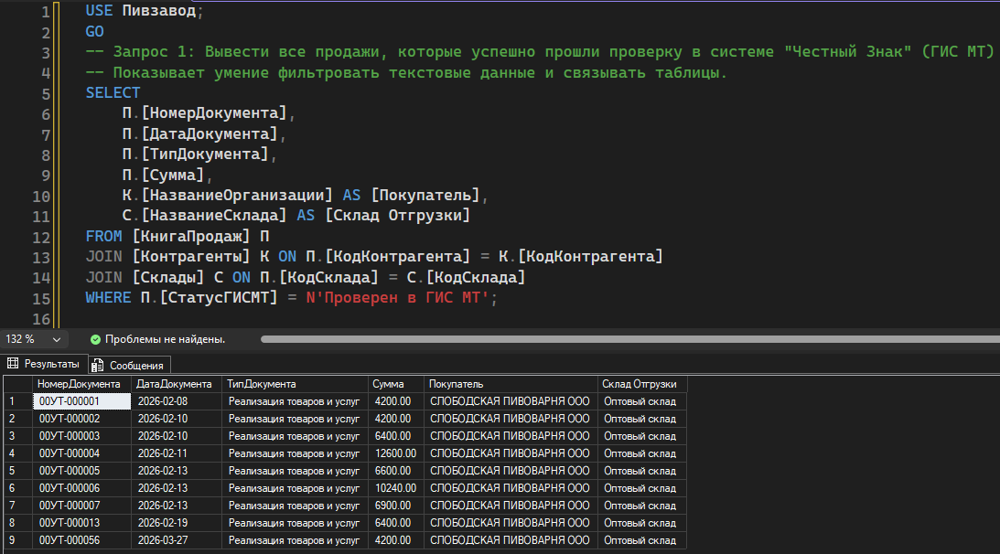 1 USE Пивзавод;
2 GO
3 -- Запрос 1: Вывести все продажи, которые успешно прошли проверку в системе "Честный Знак" (ГИС МТ)
4 -- Показывает умение фильтровать текстовые данные и связывать таблицы.
5 SELECT
6 П.[НомерДокумента],
7 П.[ДатаДокумента],
8 П.[ТипДокумента],
9 П.[Сумма],
10 К.[НазваниеОрганизации] AS [Покупатель],
11 С.[НазваниеСклада] AS [Склад Отгрузки]
12 FROM [КнигаПродаж] П
13 JOIN [Контрагенты] К ON П.[КодКонтрагента] = К.[КодКонтрагента]
14 JOIN [Склады] С ON П.[КодСклада] = С.[КодСклада]
15 WHERE П.[СтатусГИСМТ] = N'Проверен в ГИС МТ';
16
132 % Проблемы не найдены.
Результаты Сообщения
НомерДокумента ДатаДокумента ТипДокумента Сумма Покупатель Склад Отгрузки
1 00УТ-000001 2026-02-08 Реализация товаров и услуг 4200.00 СЛОБОДСКАЯ ПИВОВАРНЯ ООО Оптовый склад
2 00УТ-000002 2026-02-10 Реализация товаров и услуг 4200.00 СЛОБОДСКАЯ ПИВОВАРНЯ ООО Оптовый склад
3 00УТ-000003 2026-02-10 Реализация товаров и услуг 6400.00 СЛОБОДСКАЯ ПИВОВАРНЯ ООО Оптовый склад
4 00УТ-000004 2026-02-11 Реализация товаров и услуг 12600.00 СЛОБОДСКАЯ ПИВОВАРНЯ ООО Оптовый склад
5 00УТ-000005 2026-02-13 Реализация товаров и услуг 6600.00 СЛОБОДСКАЯ ПИВОВАРНЯ ООО Оптовый склад
6 00УТ-000006 2026-02-13 Реализация товаров и услуг 10240.00 СЛОБОДСКАЯ ПИВОВАРНЯ ООО Оптовый склад
7 00УТ-000007 2026-02-13 Реализация товаров и услуг 6900.00 СЛОБОДСКАЯ ПИВОВАРНЯ ООО Оптовый склад
8 00УТ-000013 2026-02-19 Реализация товаров и услуг 6400.00 СЛОБОДСКАЯ ПИВОВАРНЯ ООО Оптовый склад
9 00УТ-000056 2026-03-27 Реализация товаров и услуг 4200.00 СЛОБОДСКАЯ ПИВОВАРНЯ ООО Оптовый склад